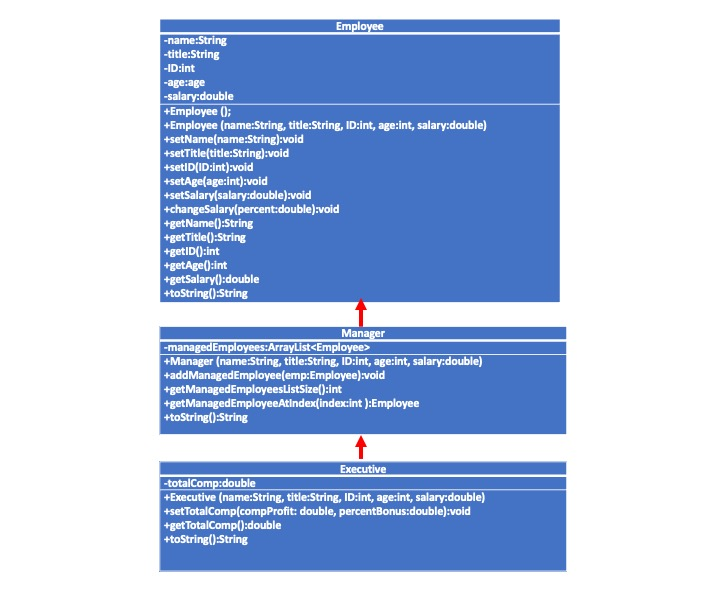 Employee
-name:String
-title:String
-ID:int
-age:age
-salary:double
+Employee ();
+Employee (name:String, title:String, ID:int, age:int, salary:double)
+setName(name:String):void
+setTitle(title:String):void
+setID(ID:int):void
+setAge(age:int):void
+setSalary(salary:double):void
+changeSalary(percent:double):void
+getName():String
+getTitle():String
+getID():int
+getAge():int
+getSalary():double
+toString():String
Manager
-managedEmployees:ArrayList<Employee>
+Manager (name:String, title:String, ID:int, age:int, salary:double)
+addManagedEmployee(emp:Employee):void
+getManagedEmployeesListSize():int
+getManagedEmployeeAtIndex(index:int ):Employee
+toString():String
Executive
-totalComp:double
+Executive (name:String, title:String, ID:int, age:int, salary:double)
+setTotalComp(compProfit: double, percentBonus:double):void
+getTotalComp():double
+toString():String